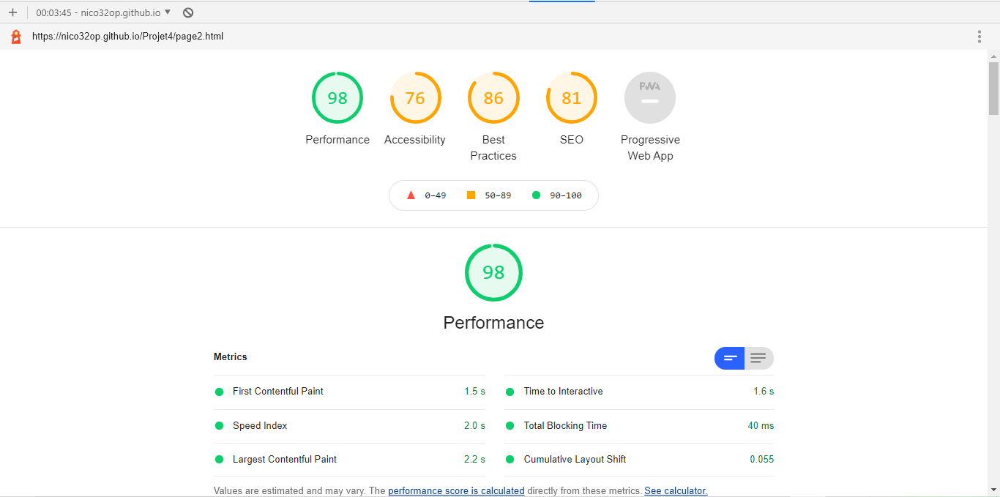 00:03:45 - nico32op.github.io
https://nico32op.github.io/Projet4/page2.html
98 76 86 81 PWA
Performance Accessibility Best Practices SEO Progressive Web App
0–49 50–89 90–100
98
Performance
Metrics
First Contentful Paint 1.5 s
Time to Interactive 1.6 s
Speed Index 2.0 s
Total Blocking Time 40 ms
Largest Contentful Paint 2.2 s
Cumulative Layout Shift 0.055
Values are estimated and may vary. The performance score is calculated directly from these metrics. See calculator.